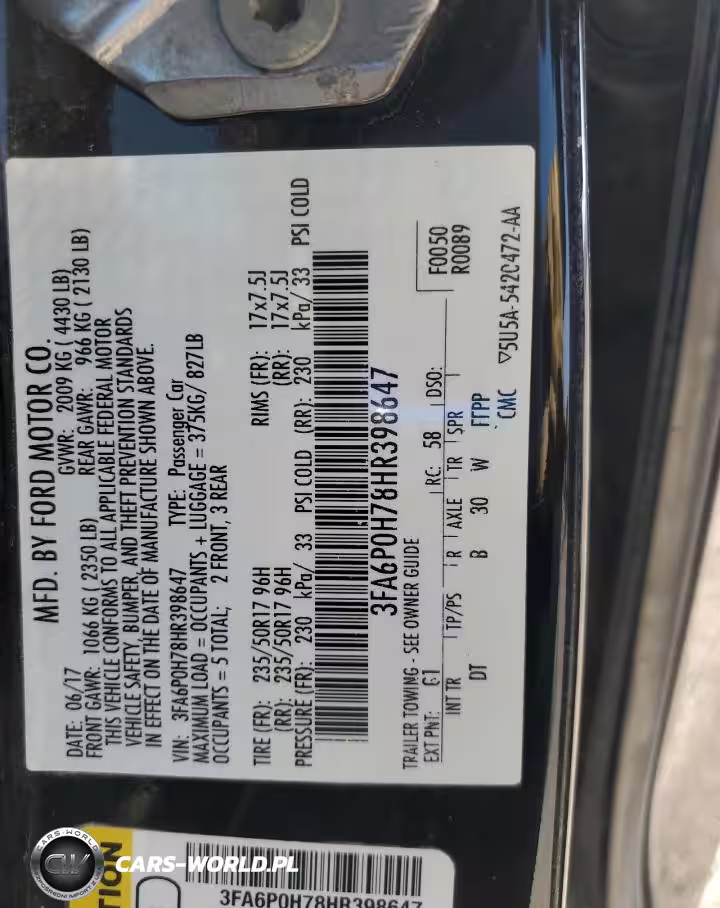 MFD. BY FORD MOTOR CO.
DATE: 06/17 GVWR: 2009 KG ( 4430 LB)
FRONT GAWR: 1066 KG ( 2350 LB) REAR GAWR: 966 KG ( 2130 LB)
THIS VEHICLE CONFORMS TO ALL APPLICABLE FEDERAL MOTOR
VEHICLE SAFETY, BUMPER, AND THEFT PREVENTION STANDARDS
IN EFFECT ON THE DATE OF MANUFACTURE SHOWN ABOVE.
VIN: 3FA6P0H78HR398647 TYPE: Passenger Car
MAXIMUM LOAD = OCCUPANTS + LUGGAGE = 375KG/ 827LB
OCCUPANTS = 5 TOTAL; 2 FRONT, 3 REAR
TIRE (FR): 235/50R17 96H RIMS (FR): 17x7.5J
(RR): 235/50R17 96H (RR): 17x7.5J
PRESSURE (FR): 230 kPa/ 33 PSI COLD (RR): 230 kPa/ 33 PSI COLD
3FA6P0H78HR398647
F0050
R0089
TRAILER TOWING - SEE OWNER GUIDE
EXT PNT: G1 RC: 58 DSO:
INT TR TP/PS R AXLE TR SPR
DT B 30 W FTPP
CMC ▽5U5A-542C472-AA
TION
3FA6P0H78HR398647
CARS-WORLD
CW
CARS-WORLD.PL